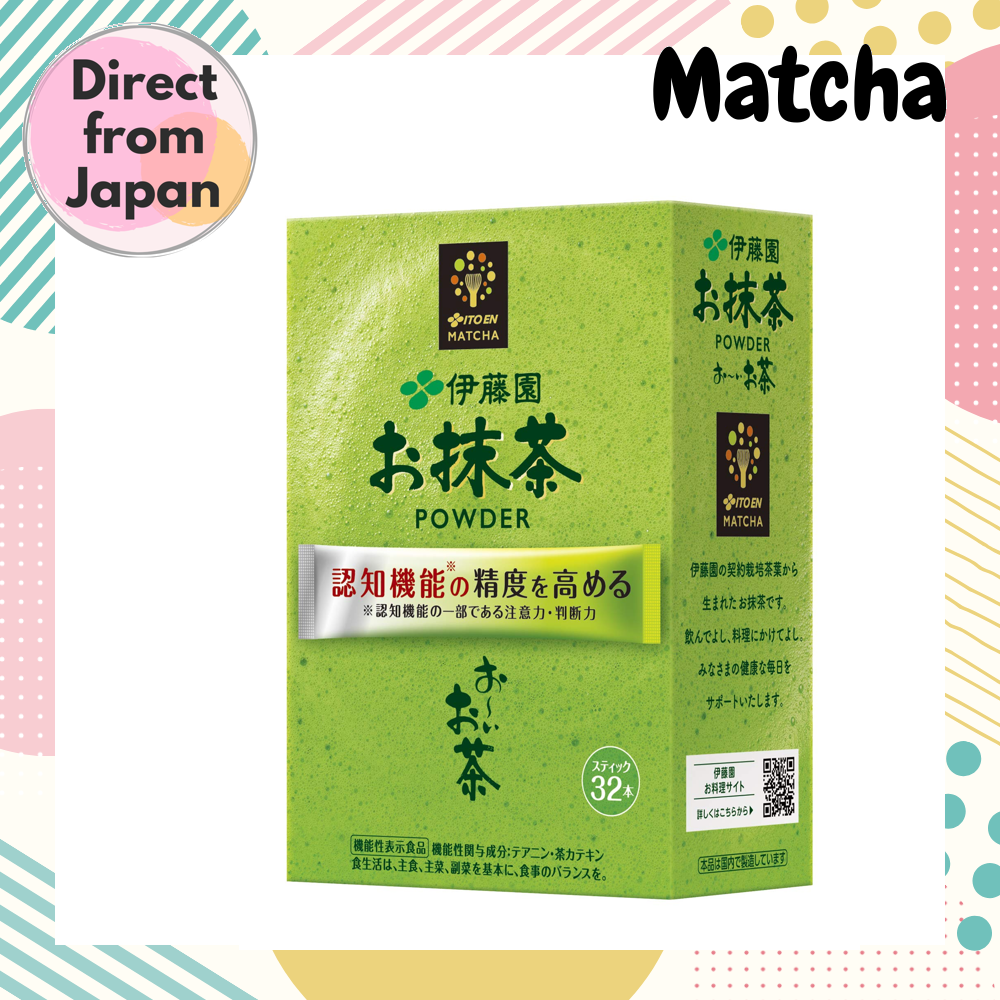 Direct
from
Japan
Matcha
ITO EN
MATCHA
伊藤園
お抹茶
POWDER
認知機能※の精度を高める
※認知機能の一部である注意力・判断力
お〜い
お茶
スティック
32本
機能性表示食品 機能性関与成分:テアニン・茶カテキン
食生活は、主食、主菜、副菜を基本に、食事のバランスを。
伊藤園
お抹茶
POWDER
お〜いお茶
ITO EN
MATCHA
伊藤園の契約栽培茶葉から
生まれたお抹茶です。
飲んでよし、料理にかけてよし。
みなさまの健康な毎日を
サポートいたします。
伊藤園
お料理サイト
詳しくはこちらから▶
本品は国内で製造しています